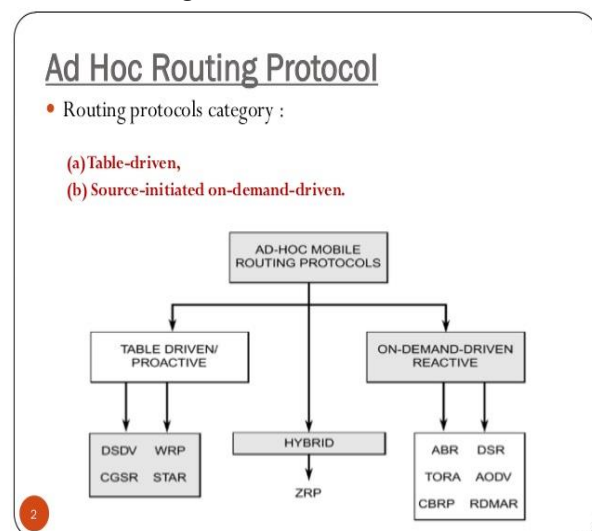 Ad Hoc Routing Protocol
• Routing protocols category :
(a)Table-driven,
(b) Source-initiated on-demand-driven.
AD-HOC MOBILE
ROUTING PROTOCOLS
TABLE DRIVEN/
PROACTIVE
ON-DEMAND-DRIVEN
REACTIVE
DSDV WRP
CGSR STAR
HYBRID
ZRP
ABR DSR
TORA AODV
CBRP RDMAR
2